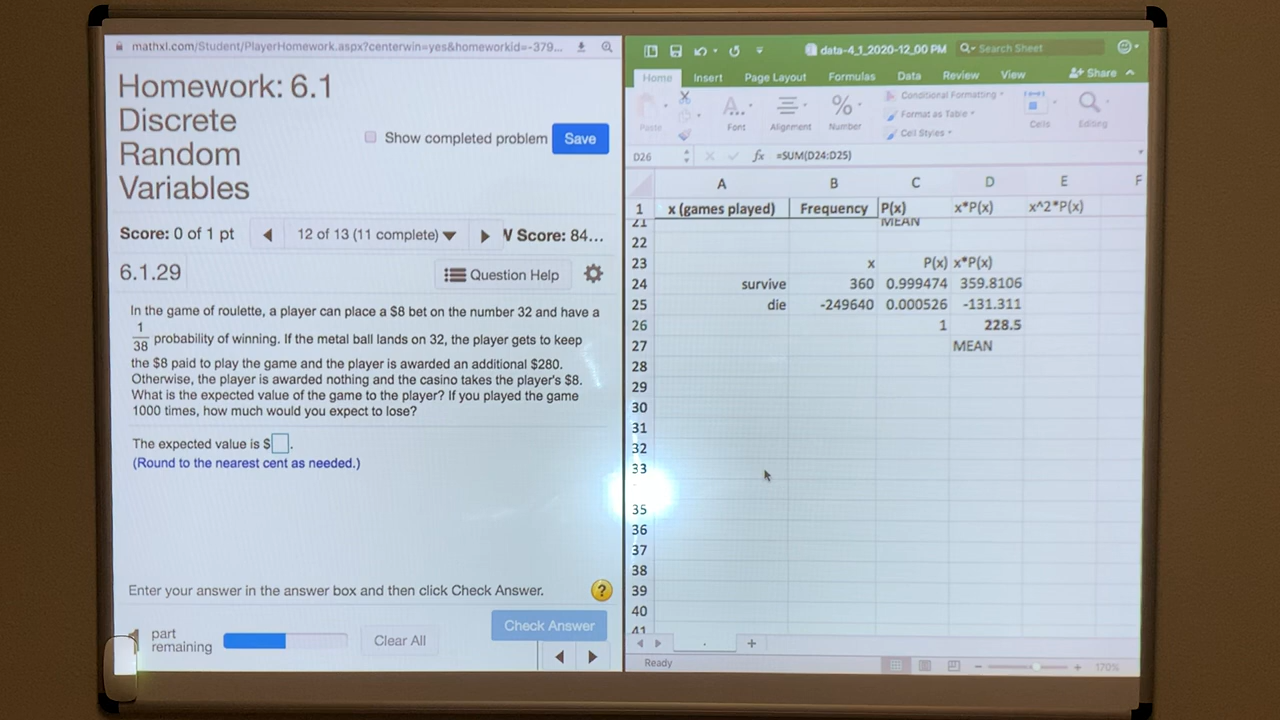 mathxl.com/Student/PlayerHomework.aspx?centerwin=yes&homeworkid=-379...
Homework: 6.1
Discrete
Random
Variables
Show completed problem
Save
Score: 0 of 1 pt
12 of 13 (11 complete)
Score: 84...
6.1.29
Question Help
In the game of roulette, a player can place a $8 bet on the number 32 and have a
1
38
probability of winning. If the metal ball lands on 32, the player gets to keep
the $8 paid to play the game and the player is awarded an additional $280.
Otherwise, the player is awarded nothing and the casino takes the player's $8.
What is the expected value of the game to the player? If you played the game
1000 times, how much would you expect to lose?
The expected value is $ .
(Round to the nearest cent as needed.)
Enter your answer in the answer box and then click Check Answer.
?
part
remaining
Clear All
Check Answer
data-4_1_2020-12_00 PM
Search Sheet
Home Insert Page Layout Formulas Data Review View
Share
Paste
Font
Alignment
%
Number
Conditional Formatting
Format as Table
Cell Styles
Cells
Editing
D26
fx =SUM(D24:D25)
A B C D E F
1 x (games played) Frequency P(x) x*P(x) x^2*P(x)
21 MEAN
22
23 x P(x) x*P(x)
24 survive 360 0.999474 359.8106
25 die -249640 0.000526 -131.311
26 1 228.5
27 MEAN
28
29
30
31
32
33
35
36
37
38
39
40
41
Ready
170%